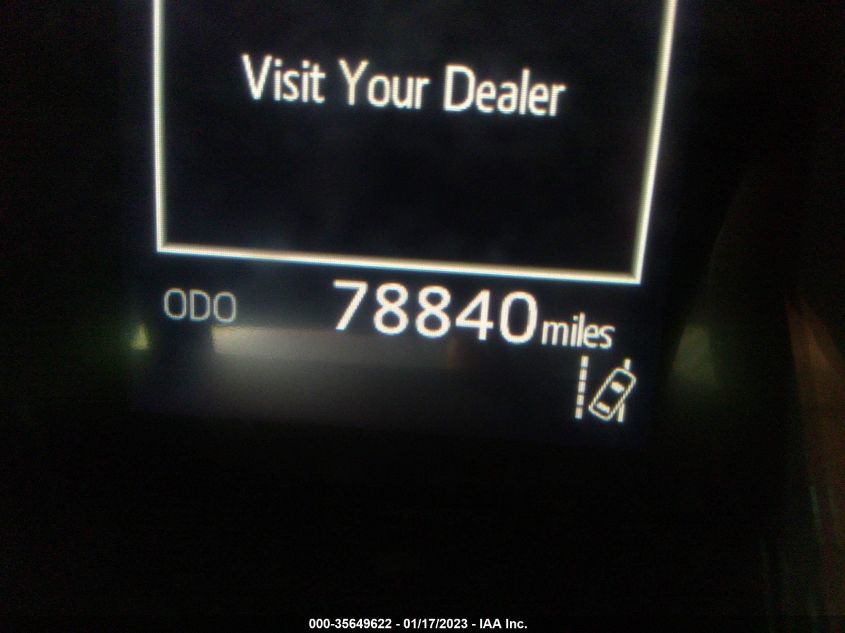 Visit Your Dealer
ODO 78840 miles
000-35649622 - 01/17/2023 - IAA Inc.